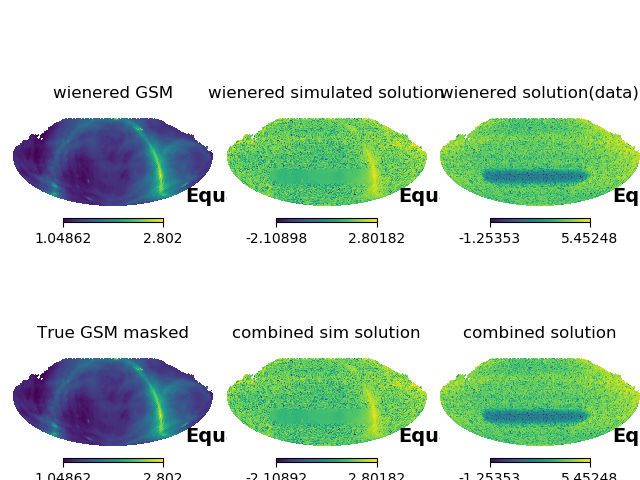 wienered GSM
wienered simulated solution
wienered solution(data)
Equ
Equ
Eq
1.04862 2.802
-2.10898 2.80182
-1.25353 5.45248
True GSM masked
combined sim solution
combined solution
Equ
Equ
Eq
1.04862 2.802
-2.10892 2.80182
-1.25353 5.45248